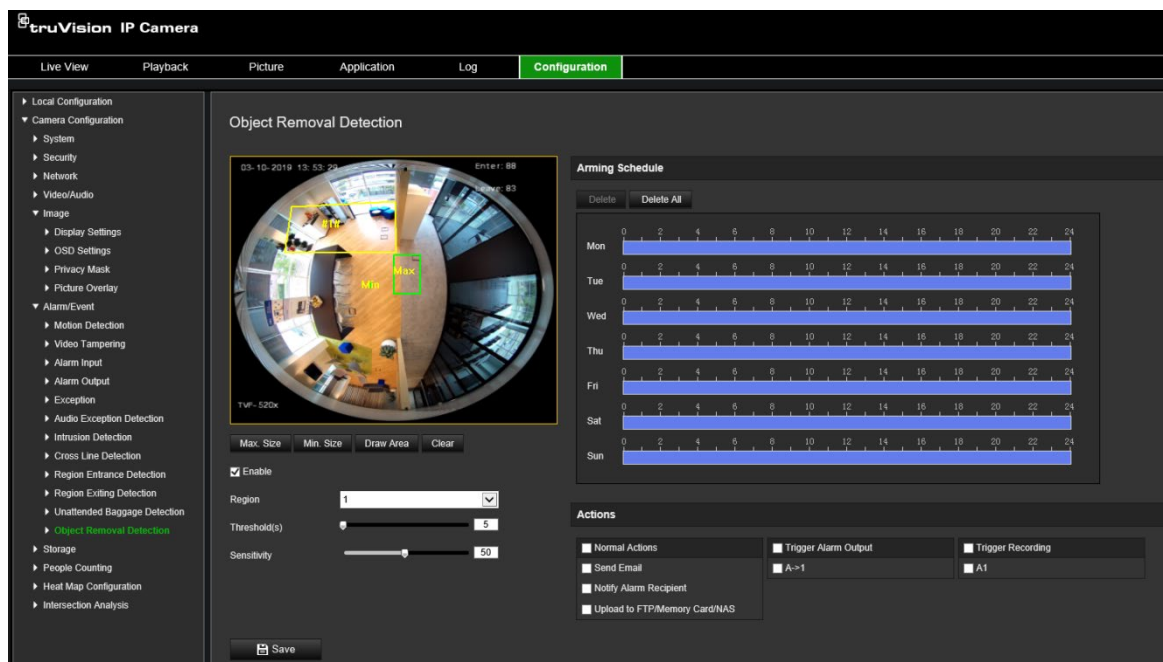 truVision IP Camera
Live View Playback Picture Application Log Configuration
Local Configuration
Camera Configuration
System
Security
Network
Video/Audio
Image
Display Settings
OSD Settings
Privacy Mask
Picture Overlay
Alarm/Event
Motion Detection
Video Tampering
Alarm Input
Alarm Output
Exception
Audio Exception Detection
Intrusion Detection
Cross Line Detection
Region Entrance Detection
Region Exiting Detection
Unattended Baggage Detection
Object Removal Detection
Storage
People Counting
Heat Map Configuration
Intersection Analysis
Object Removal Detection
03-10-2019 13:53:29 Enter: 88
Leave: 83
#1#
Max
Min
TVF-520x
Max. Size Min. Size Draw Area Clear
Enable
Region 1
Threshold(s) 5
Sensitivity 50
Save
Arming Schedule
Delete Delete All
0 2 4 6 8 10 12 14 16 18 20 22 24
Mon
0 2 4 6 8 10 12 14 16 18 20 22 24
Tue
0 2 4 6 8 10 12 14 16 18 20 22 24
Wed
0 2 4 6 8 10 12 14 16 18 20 22 24
Thu
0 2 4 6 8 10 12 14 16 18 20 22 24
Fri
0 2 4 6 8 10 12 14 16 18 20 22 24
Sat
0 2 4 6 8 10 12 14 16 18 20 22 24
Sun
Actions
Normal Actions Trigger Alarm Output Trigger Recording
Send Email A->1 A1
Notify Alarm Recipient
Upload to FTP/Memory Card/NAS